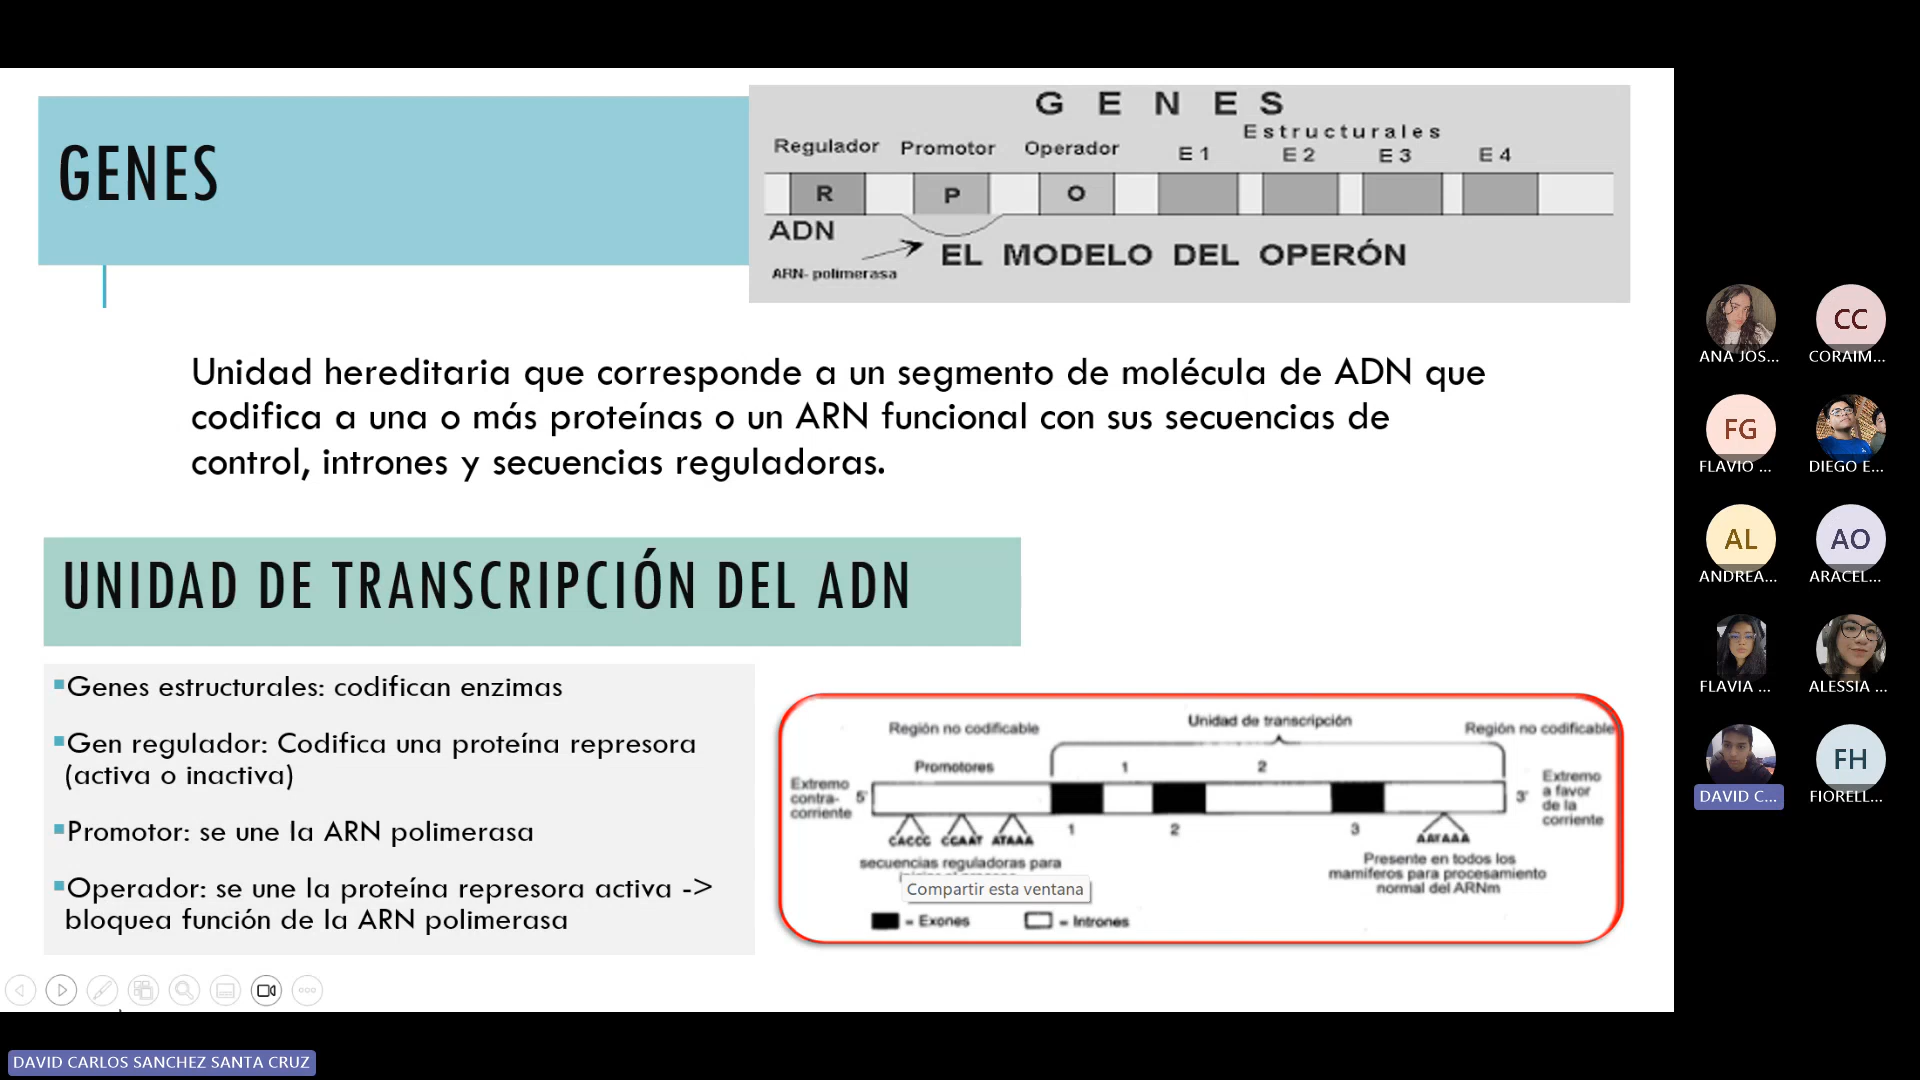 GENES
G E N E S
Estructurales
Regulador Promotor Operador E 1 E 2 E 3 E 4
R P O
ADN
EL MODELO DEL OPERÓN
ARN- polimerasa
Unidad hereditaria que corresponde a un segmento de molécula de ADN que
codifica a una o más proteínas o un ARN funcional con sus secuencias de
control, intrones y secuencias reguladoras.
UNIDAD DE TRANSCRIPCIÓN DEL ADN
Genes estructurales: codifican enzimas
Gen regulador: Codifica una proteína represora
(activa o inactiva)
Promotor: se une la ARN polimerasa
Operador: se une la proteína represora activa ->
bloquea función de la ARN polimerasa
Región no codificable
Unidad de transcripción
Región no codificable
Promotores
1 2
Extremo
contra-
corriente
5'
3'
Extremo
a favor
de la
corriente
1 2 3
CACCC CCAAT ATAAA
AATAAA
secuencias reguladoras para
Presente en todos los
mamíferos para procesamiento
normal del ARNm
Compartir esta ventana
= Exones = Intrones
ANA JOS...
CC
CORAIM...
FG
FLAVIO ...
DIEGO E...
AL
ANDREA...
AO
ARACEL...
FLAVIA ...
ALESSIA ...
DAVID C...
FH
FIORELL...
DAVID CARLOS SANCHEZ SANTA CRUZ